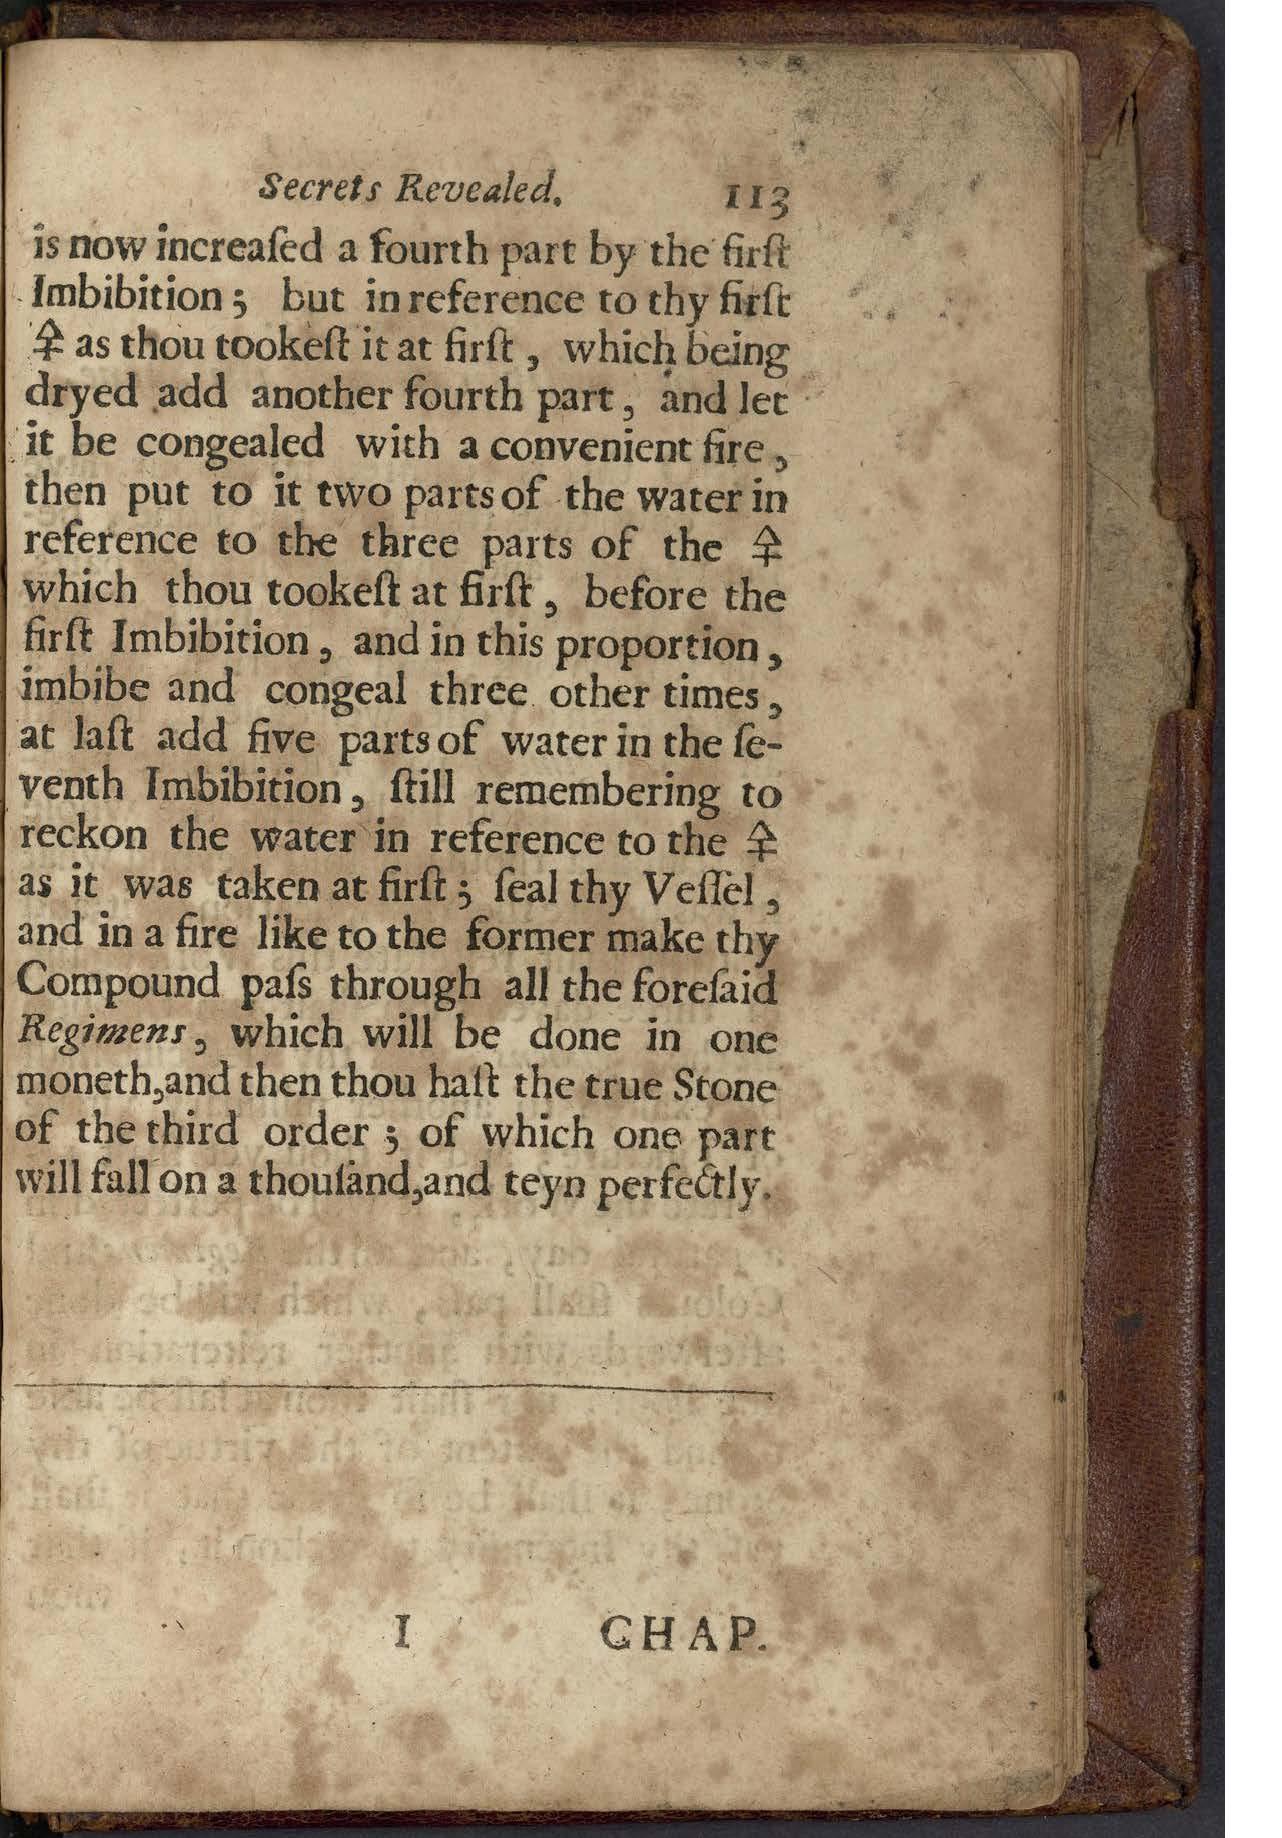 Secrets Revealed. 113
is now increaſed a fourth part by the firſt
Imbibition; but in reference to thy firſt
🜍 as thou tookeſt it at firſt, which being
dryed add another fourth part, and let
it be congealed with a convenient fire,
then put to it two parts of the water in
reference to the three parts of the 🜍
which thou tookeſt at firſt, before the
firſt Imbibition, and in this proportion,
imbibe and congeal three other times,
at laſt add five parts of water in the ſe-
venth Imbibition, ſtill remembering to
reckon the water in reference to the 🜍
as it was taken at firſt; ſeal thy Veſſel,
and in a fire like to the former make thy
Compound paſs through all the foreſaid
Regimens, which will be done in one
moneth, and then thou haſt the true Stone
of the third order; of which one part
will fall on a thouſand, and teyn perfectly.
I CHAP.